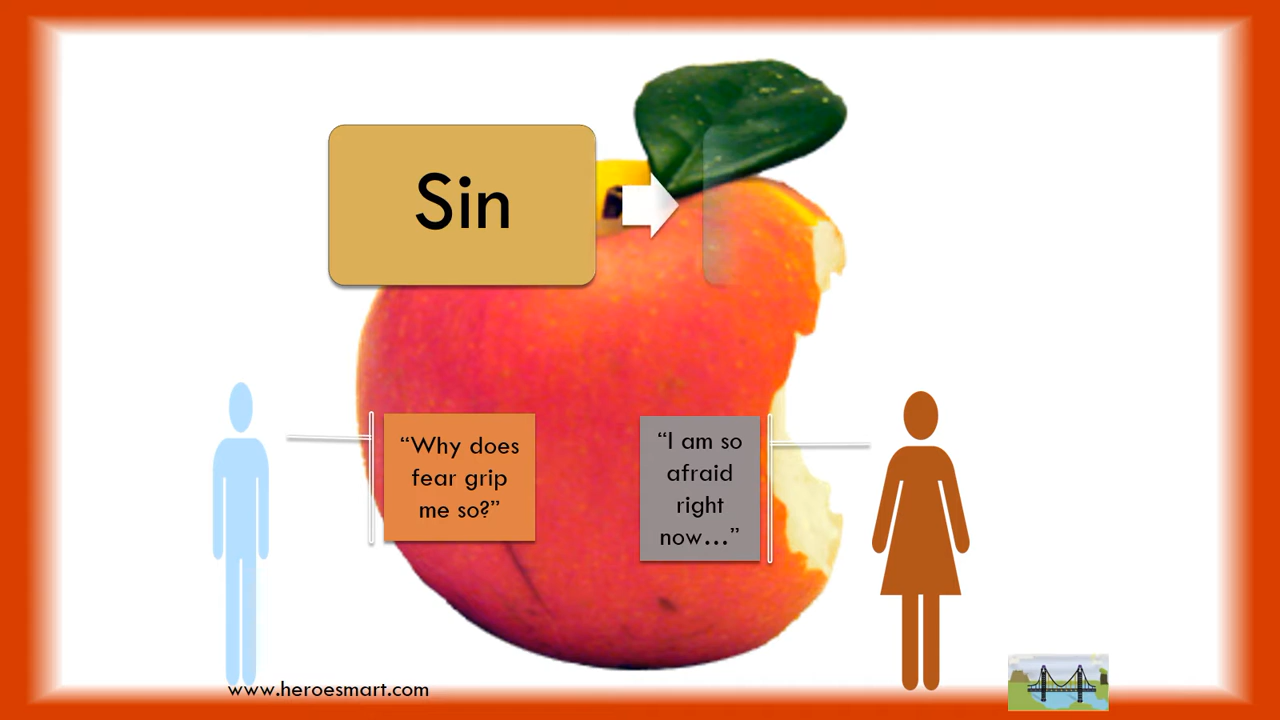 Sin
“Why does
fear grip
me so?”
“I am so
afraid
right
now...”
www.heroesmart.com